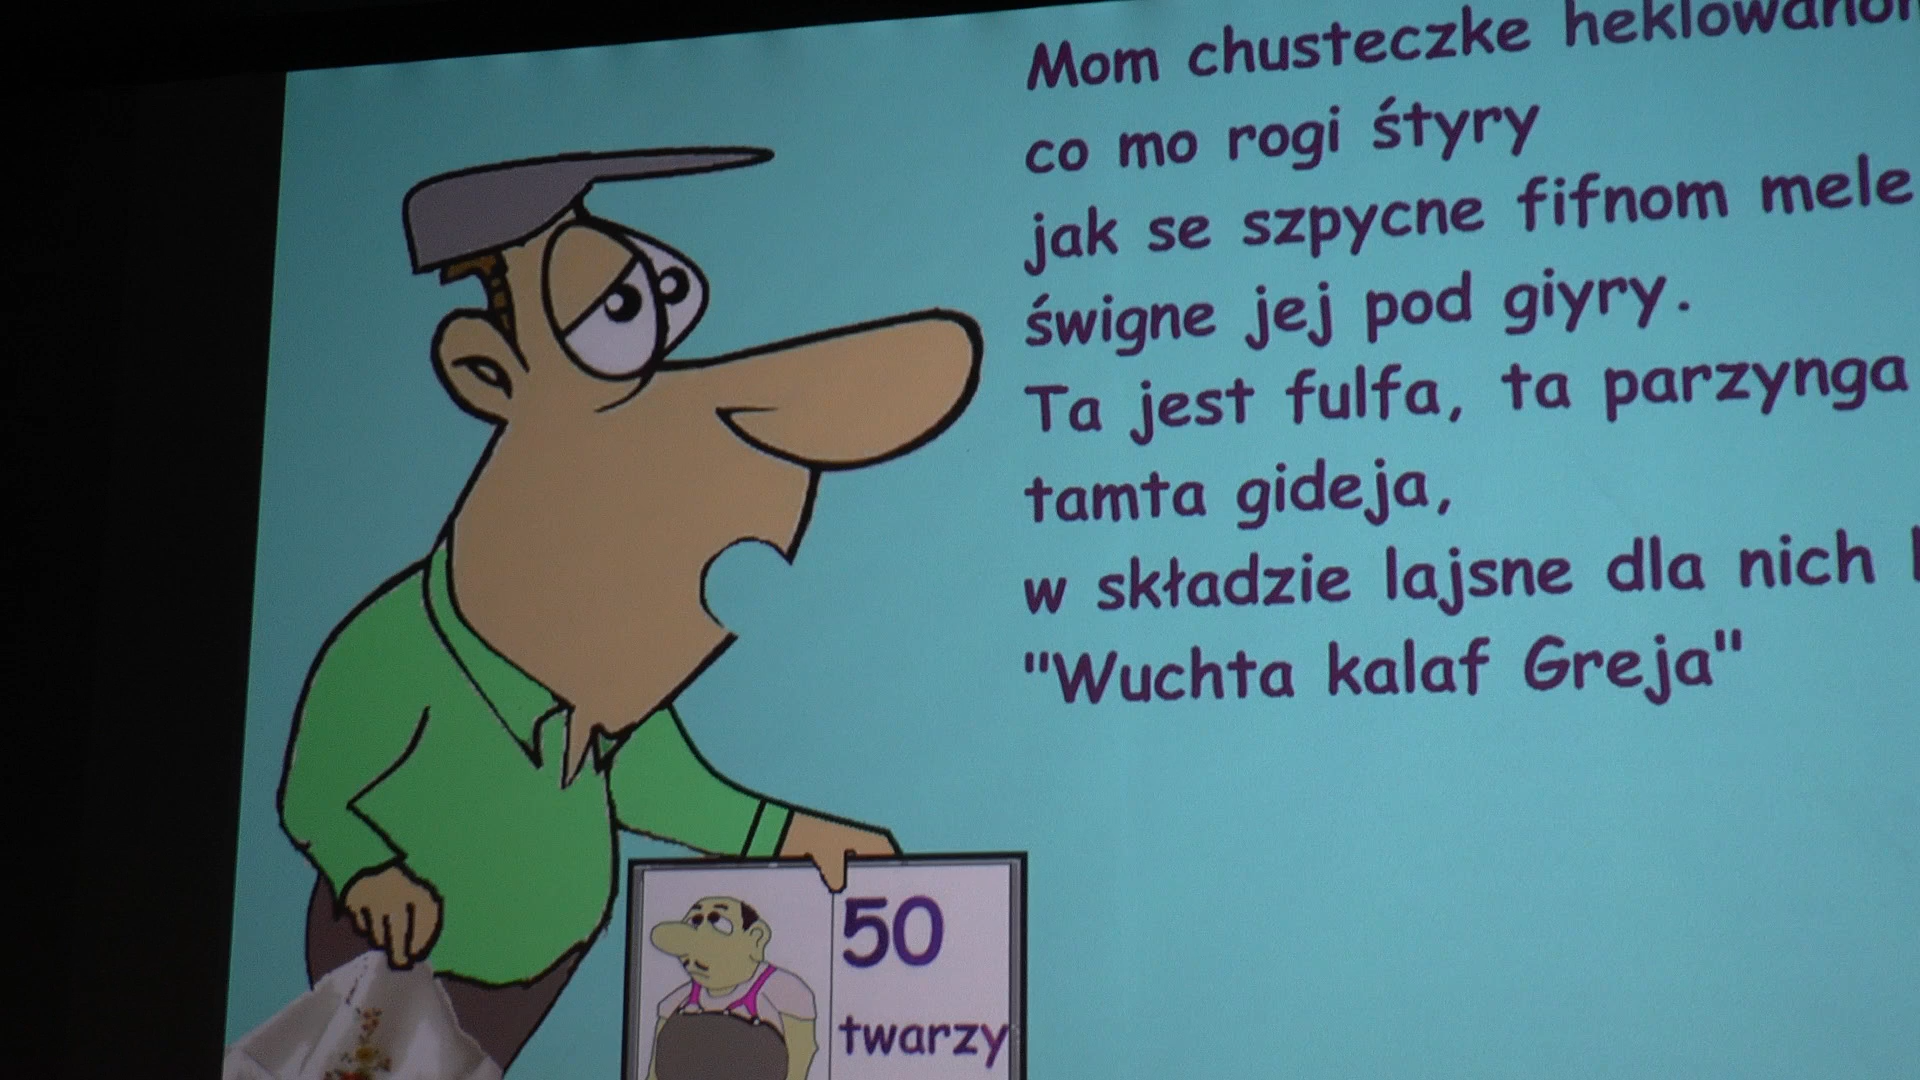 Mom chusteczke heklowanom
co mo rogi śtyry
jak se szpycne fifnom mele
świgne jej pod giyry.
Ta jest fulfa, ta parzynga
tamta gideja,
w składzie lajsne dla nich
"Wuchta kalaf Greja"
50
twarzy